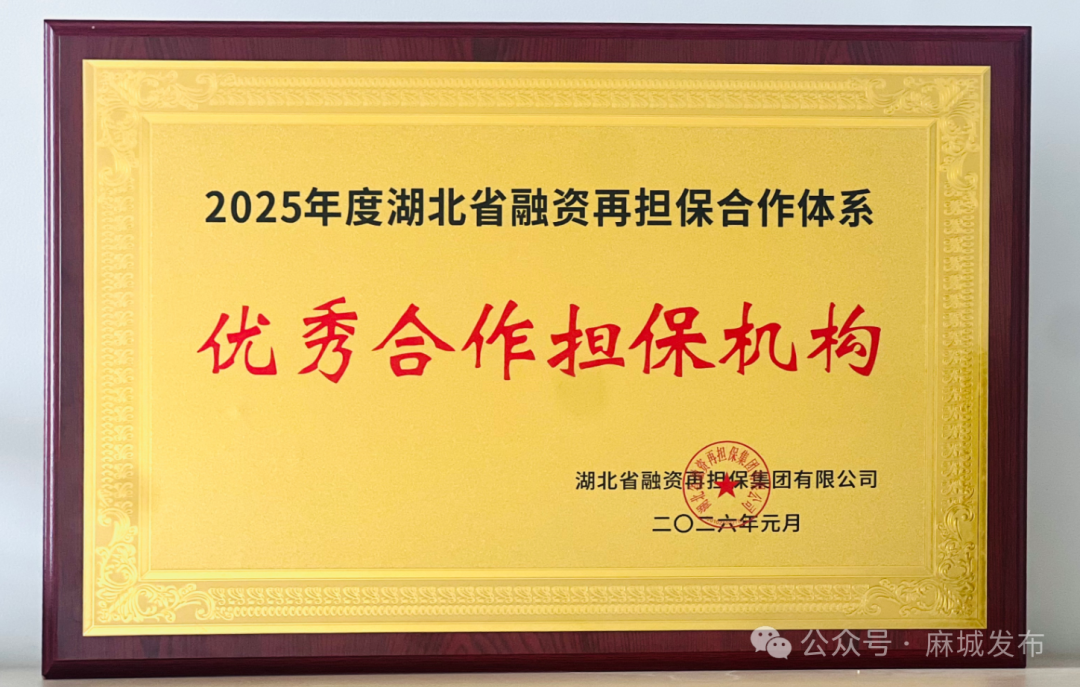 2025年度湖北省融资再担保合作体系
优秀合作担保机构
湖北省融资再担保集团有限公司
二〇二六年元月
公众号·麻城发布